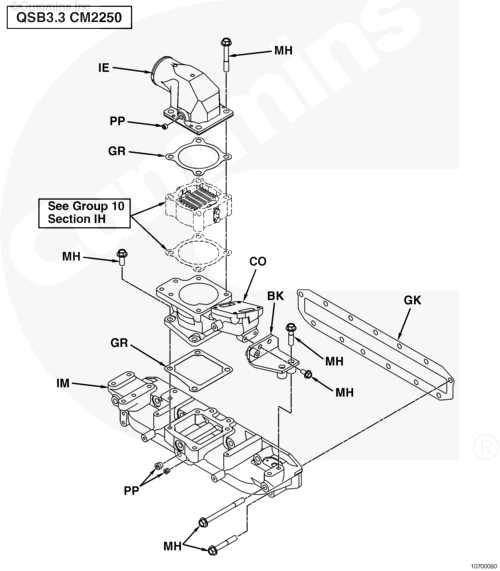 ©Cummins Inc
QSB3.3 CM2250
IE
MH
PP
GR
See Group 10
Section IH
MH
CO
BK
GK
MH
GR
MH
IM
PP
MH
Cummins
®
10700080